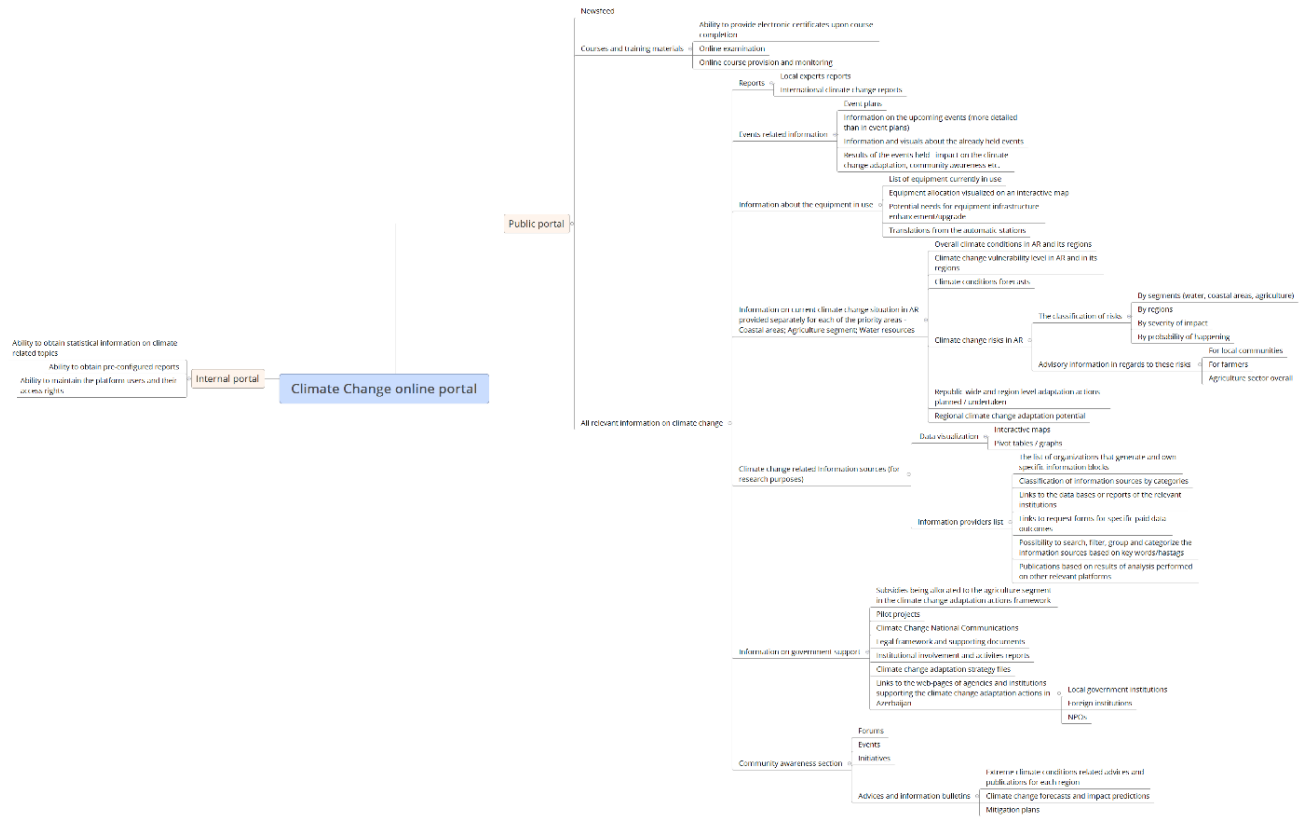 Climate Change online portal
Internal portal
Ability to obtain statistical information on climate
related topics
Ability to obtain pre-configured reports
Ability to maintain the platform users and their
access rights
Public portal
Newsfeed
Courses and training materials
Ability to provide electronic certificates upon course
completion
Online examination
Online course provision and monitoring
All relevant information on climate change
Reports
Local experts reports
International climate change reports
Events related information
Event plans
Information on the upcoming events (more detailed
than in event plans)
Information and visuals about the already held events
Results of the events held - impact on the climate
change adaptation, community awareness etc..
Information about the equipment in use
List of equipment currently in use
Equipment allocation visualized on an interactive map
Potential needs for equipment infrastructure
enhancement/upgrade
Translations from the automatic stations
Information on current climate change situation in AR
provided separately for each of the priority areas -
Coastal areas; Agriculture segment; Water resources
Overall climate conditions in AR and its regions
Climate change vulnerability level in AR and in its
regions
Climate conditions forecasts
Climate change risks in AR
The classification of risks
By segments (water, coastal areas, agriculture)
By regions
By severity of impact
By probability of happening
Advisory information in regards to these risks
For local communities
For farmers
Agriculture sector overall
Republic wide and region level adaptation actions
planned / undertaken
Regional climate change adaptation potential
Climate change related Information sources (for
research purposes)
Data visualization
Interactive maps
Pivot tables / graphs
Information providers list
The list of organizations that generate and own
specific information blocks
Classification of information sources by categories
Links to the data bases or reports of the relevant
institutions
Links to request forms for specific paid data
outcomes
Possibility to search, filter, group and categorize the
information sources based on key words/hastags
Publications based on results of analysis performed
on other relevant platforms
Information on government support
Subsidies being allocated to the agriculture segment
in the climate change adaptation actions framework
Pilot projects
Climate Change National Communications
Legal framework and supporting documents
Institutional involvement and activites reports
Climate change adaptation strategy files
Links to the web-pages of agencies and institutions
supporting the climate change adaptation actions in
Azerbaijan
Local government institutions
Foreign institutions
NPOs
Community awareness section
Forums
Events
Initiatives
Advices and information bulletins
Extreme climate conditions related advices and
publications for each region
Climate change forecasts and impact predictions
Mitigation plans